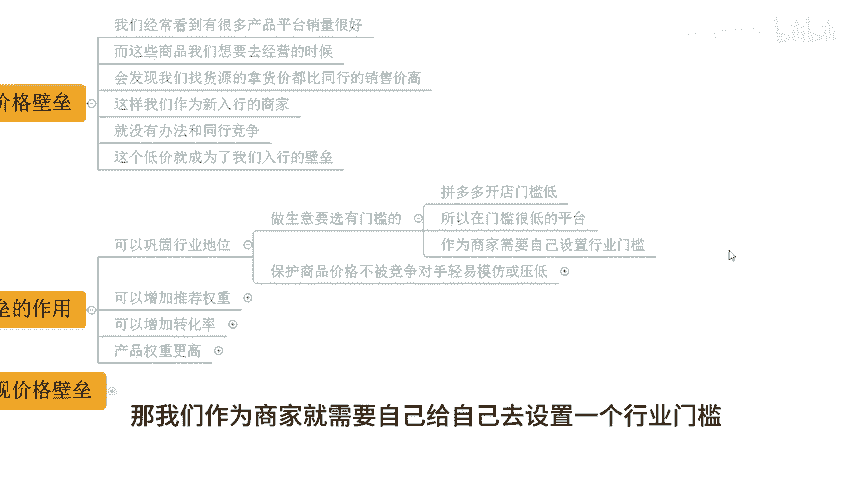 我们经常看到有很多产品平台销量很好
而这些商品我们想要去经营的时候
会发现我们找货源的拿货价都比同行的销售价高
价格壁垒
这样我们作为新入行的商家
就没有办法和同行竞争
这个低价就成为了我们入行的壁垒
拼多多开店门槛低
做生意要选有门槛的
所以在门槛很低的平台
可以巩固行业地位
作为商家需要自己设置行业门槛
保护商品价格不被竞争对手轻易模仿或压低
可以增加推荐权重
垒的作用
可以增加转化率
产品权重更高
现价格壁垒
那我们作为商家就需要自己给自己去设置一个行业门槛